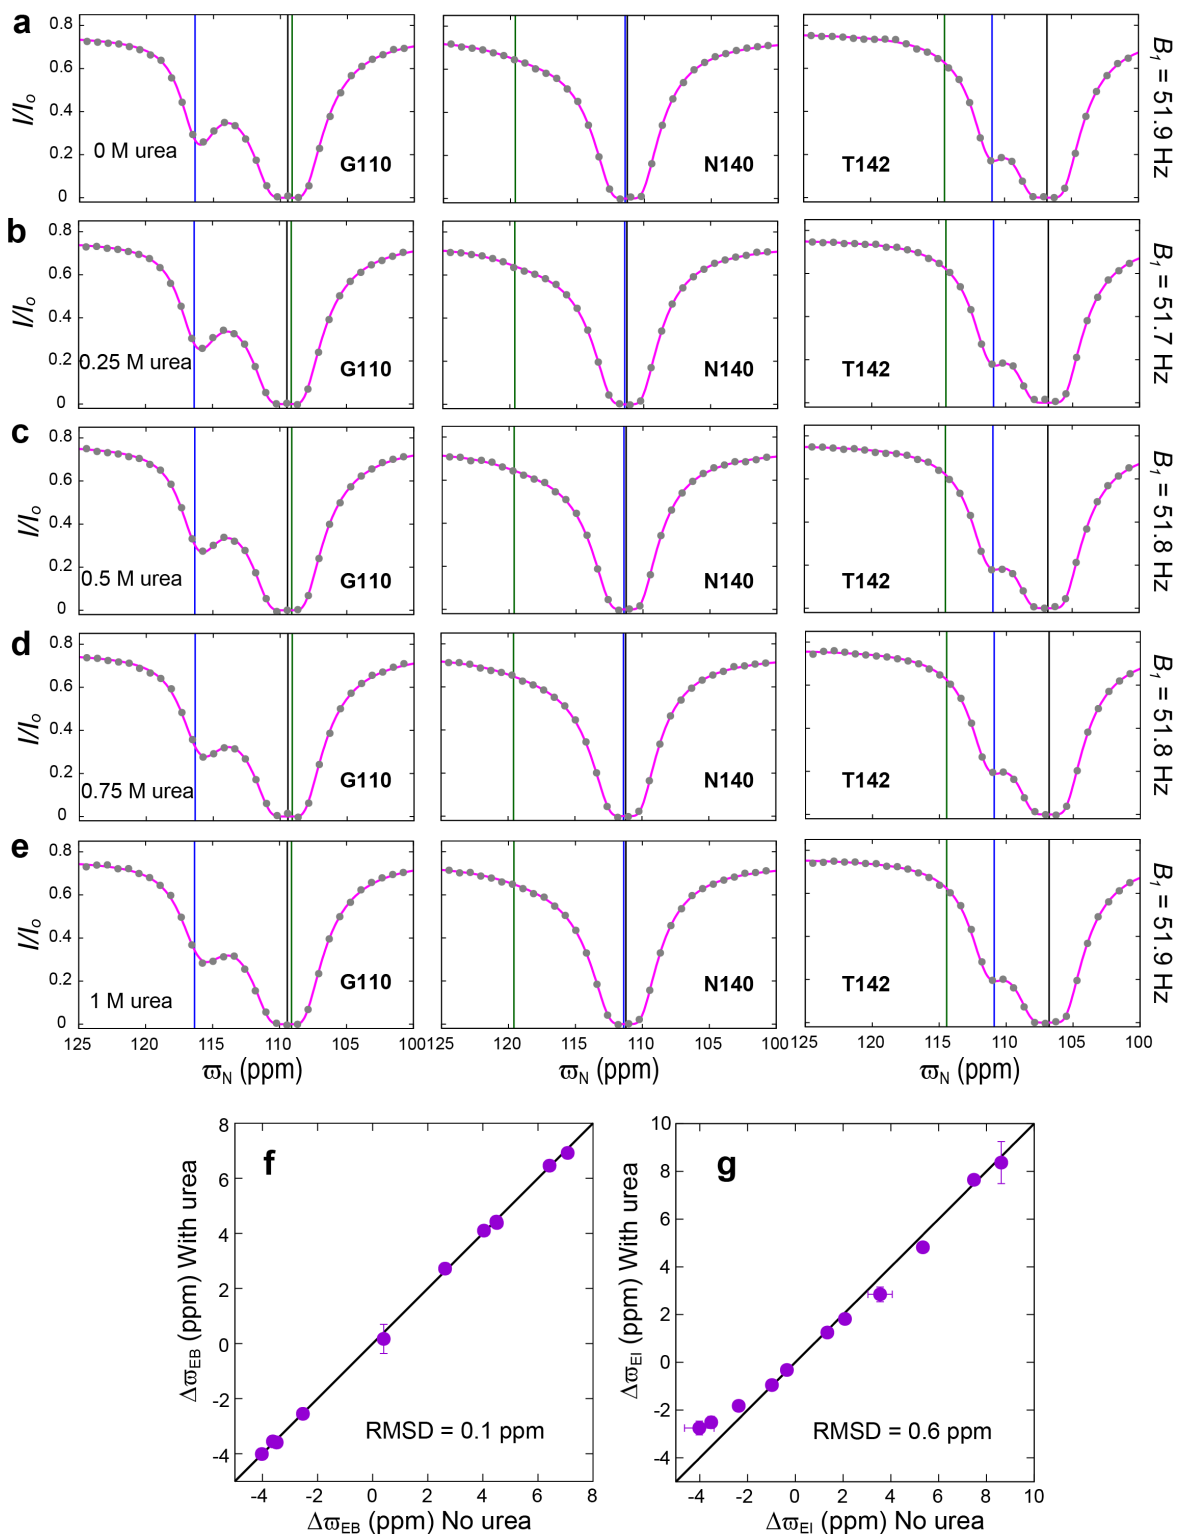 a
0.8
0.6
0.4
0.2
0
I/Io
0 M urea
G110
N140
T142
B1 = 51.9 Hz
b
0.8
0.6
0.4
0.2
0
I/Io
0.25 M urea
G110
N140
T142
B1 = 51.7 Hz
c
0.8
0.6
0.4
0.2
0
I/Io
0.5 M urea
G110
N140
T142
B1 = 51.8 Hz
d
0.8
0.6
0.4
0.2
0
I/Io
0.75 M urea
G110
N140
T142
B1 = 51.8 Hz
e
0.8
0.6
0.4
0.2
0
I/Io
1 M urea
G110
N140
T142
B1 = 51.9 Hz
125 120 115 110 105 100
125 120 115 110 105 100
125 120 115 110 105 100
ϖN (ppm)
ϖN (ppm)
ϖN (ppm)
f
8
6
4
2
0
-2
-4
ΔϖEB (ppm) With urea
RMSD = 0.1 ppm
-4 -2 0 2 4 6 8
ΔϖEB (ppm) No urea
g
10
8
6
4
2
0
-2
-4
ΔϖEI (ppm) With urea
RMSD = 0.6 ppm
-4 -2 0 2 4 6 8 10
ΔϖEI (ppm) No urea